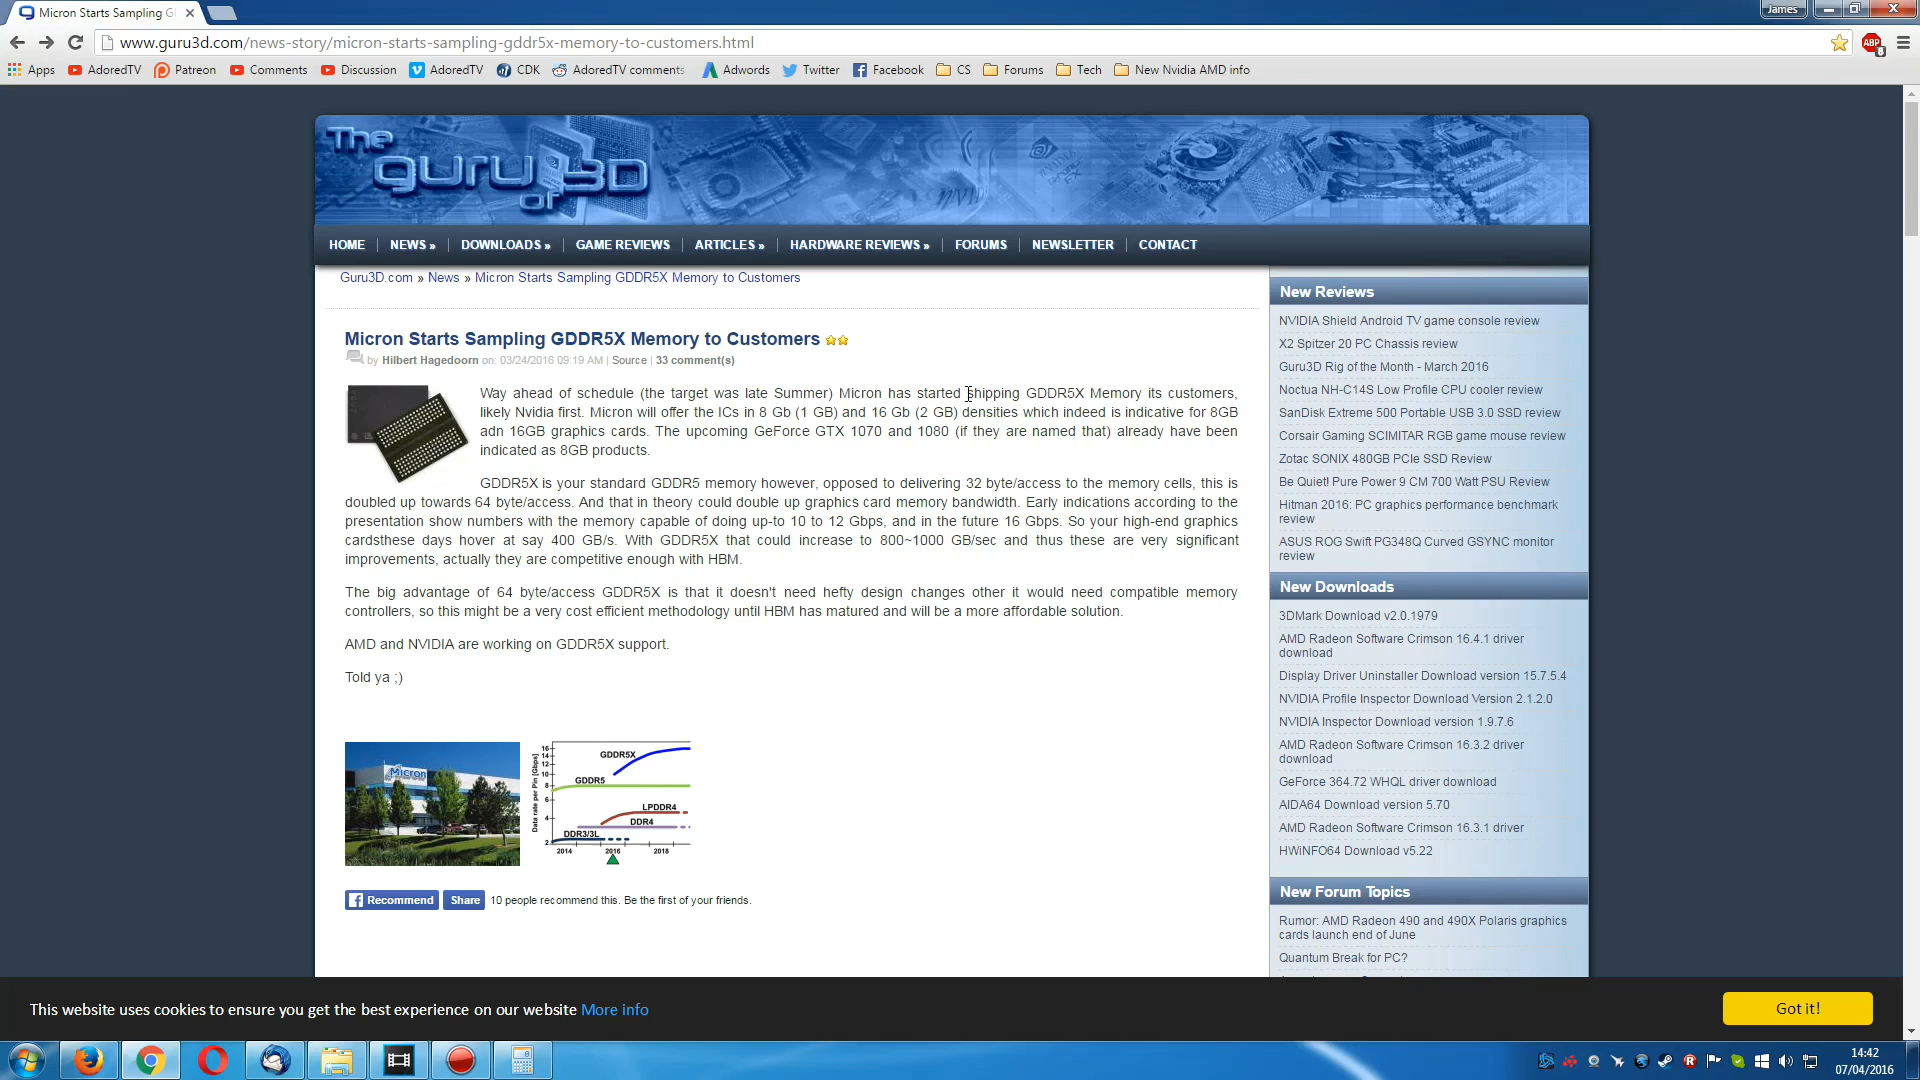 Micron Starts Sampling G
James
www.guru3d.com/news-story/micron-starts-sampling-gddr5x-memory-to-customers.html
ABP
8
Apps
AdoredTV
Patreon
Comments
Discussion
AdoredTV
CDK
AdoredTV comments
Adwords
Twitter
Facebook
CS
Forums
Tech
New Nvidia AMD info
The
guru 3D
of
HOME
NEWS »
DOWNLOADS »
GAME REVIEWS
ARTICLES »
HARDWARE REVIEWS »
FORUMS
NEWSLETTER
CONTACT
Guru3D.com » News » Micron Starts Sampling GDDR5X Memory to Customers
Micron Starts Sampling GDDR5X Memory to Customers
by Hilbert Hagedoorn on: 03/24/2016 09:19 AM | Source | 33 comment(s)
Way ahead of schedule (the target was late Summer) Micron has started shipping GDDR5X Memory its customers,
likely Nvidia first. Micron will offer the ICs in 8 Gb (1 GB) and 16 Gb (2 GB) densities which indeed is indicative for 8GB
adn 16GB graphics cards. The upcoming GeForce GTX 1070 and 1080 (if they are named that) already have been
indicated as 8GB products.
GDDR5X is your standard GDDR5 memory however, opposed to delivering 32 byte/access to the memory cells, this is
doubled up towards 64 byte/access. And that in theory could double up graphics card memory bandwidth. Early indications according to the
presentation show numbers with the memory capable of doing up-to 10 to 12 Gbps, and in the future 16 Gbps. So your high-end graphics
cardsthese days hover at say 400 GB/s. With GDDR5X that could increase to 800~1000 GB/sec and thus these are very significant
improvements, actually they are competitive enough with HBM.
The big advantage of 64 byte/access GDDR5X is that it doesn't need hefty design changes other it would need compatible memory
controllers, so this might be a very cost efficient methodology until HBM has matured and will be a more affordable solution.
AMD and NVIDIA are working on GDDR5X support.
Told ya ;)
Micron
Data rate per Pin [Gbps]
16
14
12
10
8
6
4
2
GDDR5X
GDDR5
LPDDR4
DDR4
DDR3/3L
2014
2016
2018
Recommend
Share
10 people recommend this. Be the first of your friends.
New Reviews
NVIDIA Shield Android TV game console review
X2 Spitzer 20 PC Chassis review
Guru3D Rig of the Month - March 2016
Noctua NH-C14S Low Profile CPU cooler review
SanDisk Extreme 500 Portable USB 3.0 SSD review
Corsair Gaming SCIMITAR RGB game mouse review
Zotac SONIX 480GB PCIe SSD Review
Be Quiet! Pure Power 9 CM 700 Watt PSU Review
Hitman 2016: PC graphics performance benchmark
review
ASUS ROG Swift PG348Q Curved GSYNC monitor
review
New Downloads
3DMark Download v2.0.1979
AMD Radeon Software Crimson 16.4.1 driver
download
Display Driver Uninstaller Download version 15.7.5.4
NVIDIA Profile Inspector Download Version 2.1.2.0
NVIDIA Inspector Download version 1.9.7.6
AMD Radeon Software Crimson 16.3.2 driver
download
GeForce 364.72 WHQL driver download
AIDA64 Download version 5.70
AMD Radeon Software Crimson 16.3.1 driver
HWiNFO64 Download v5.22
New Forum Topics
Rumor: AMD Radeon 490 and 490X Polaris graphics
cards launch end of June
Quantum Break for PC?
This website uses cookies to ensure you get the best experience on our website More info
Got it!
14:42
07/04/2016